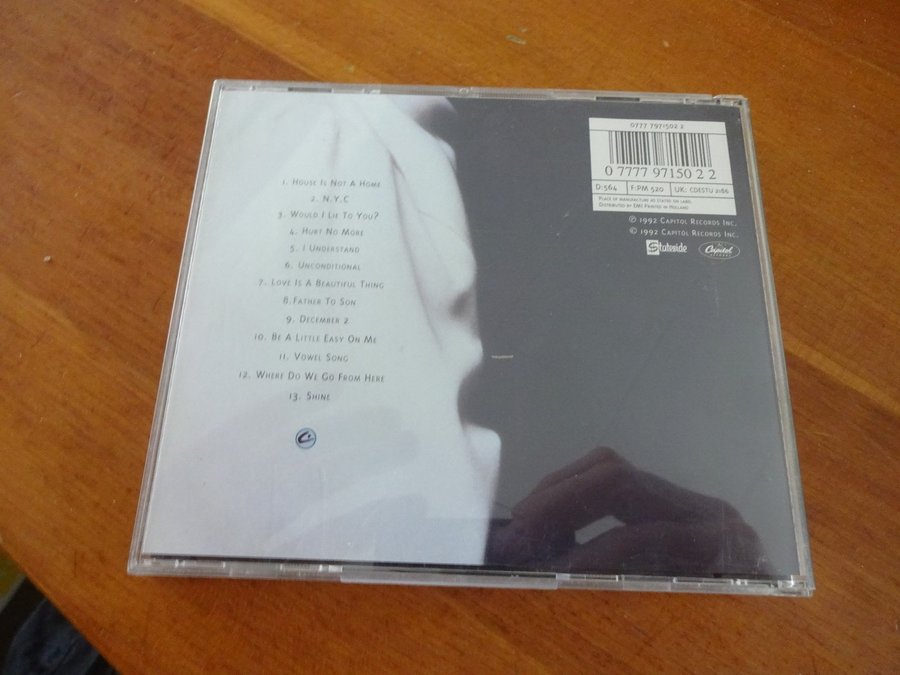 1. House Is Not A Home
2. N.Y.C
3. Would I Lie To You?
4. Hurt No More
5. I Understand
6. Unconditional
7. Love Is A Beautiful Thing
8. Father To Son
9. December 2
10. Be A Little Easy On Me
11. Vowel Song
12. Where Do We Go From Here
13. Shine
0777 7971502 2
0 7777 97150 2 2
D:564 F:PM 520 UK: CDESTU 2186
Place of manufacture as stated on label.
Distributed by EMI Printed in Holland
℗ 1992 Capitol Records Inc.
© 1992 Capitol Records Inc.
Stateside Capitol
RECORDS